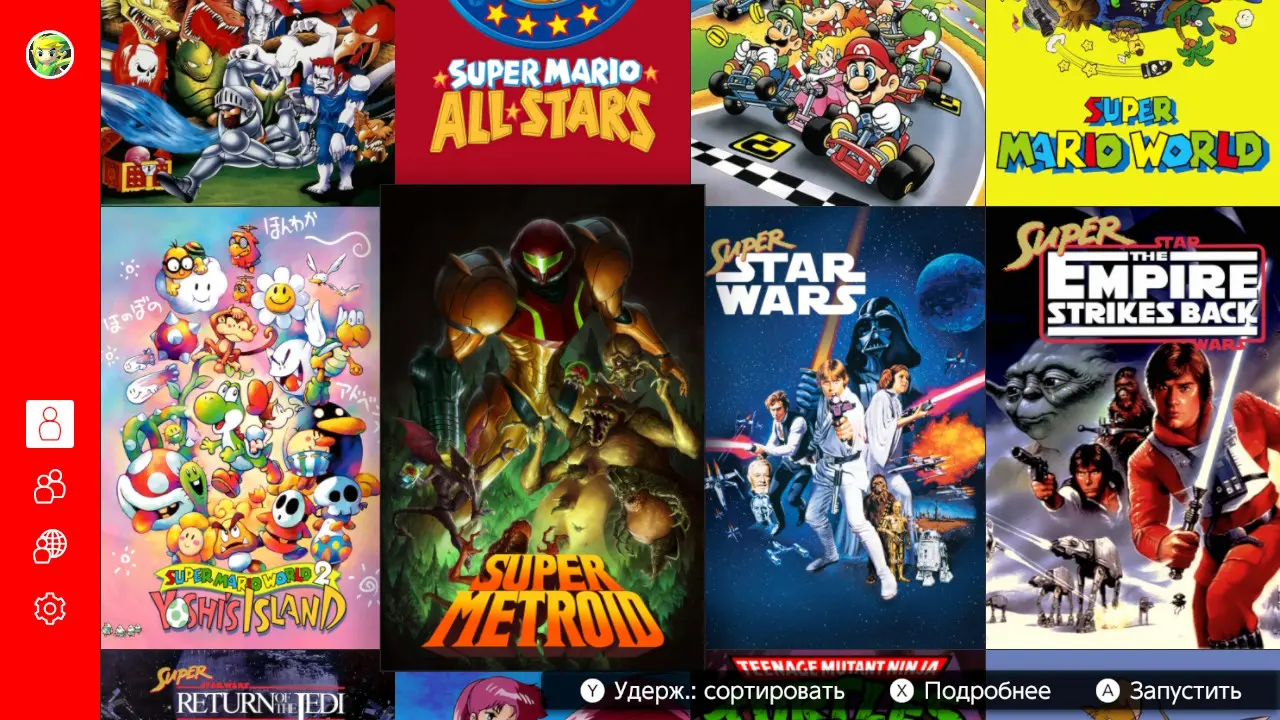 SUPER MARIO
ALL-STARS
2
SUPER
MARIO WORLD
ほんわか
ほのぼの
SUPER MARIO WORLD 2
YOSHI'S ISLAND
SUPER
METROID
SUPER
STAR
WARS
SUPER
STAR
THE
EMPIRE
STRIKES BACK
WARS
SUPER
STAR WARS
RETURN OF THE JEDI
TEENAGE MUTANT NINJA
TURTLES
Y Удерж.: сортировать
X Подробнее
A Запустить